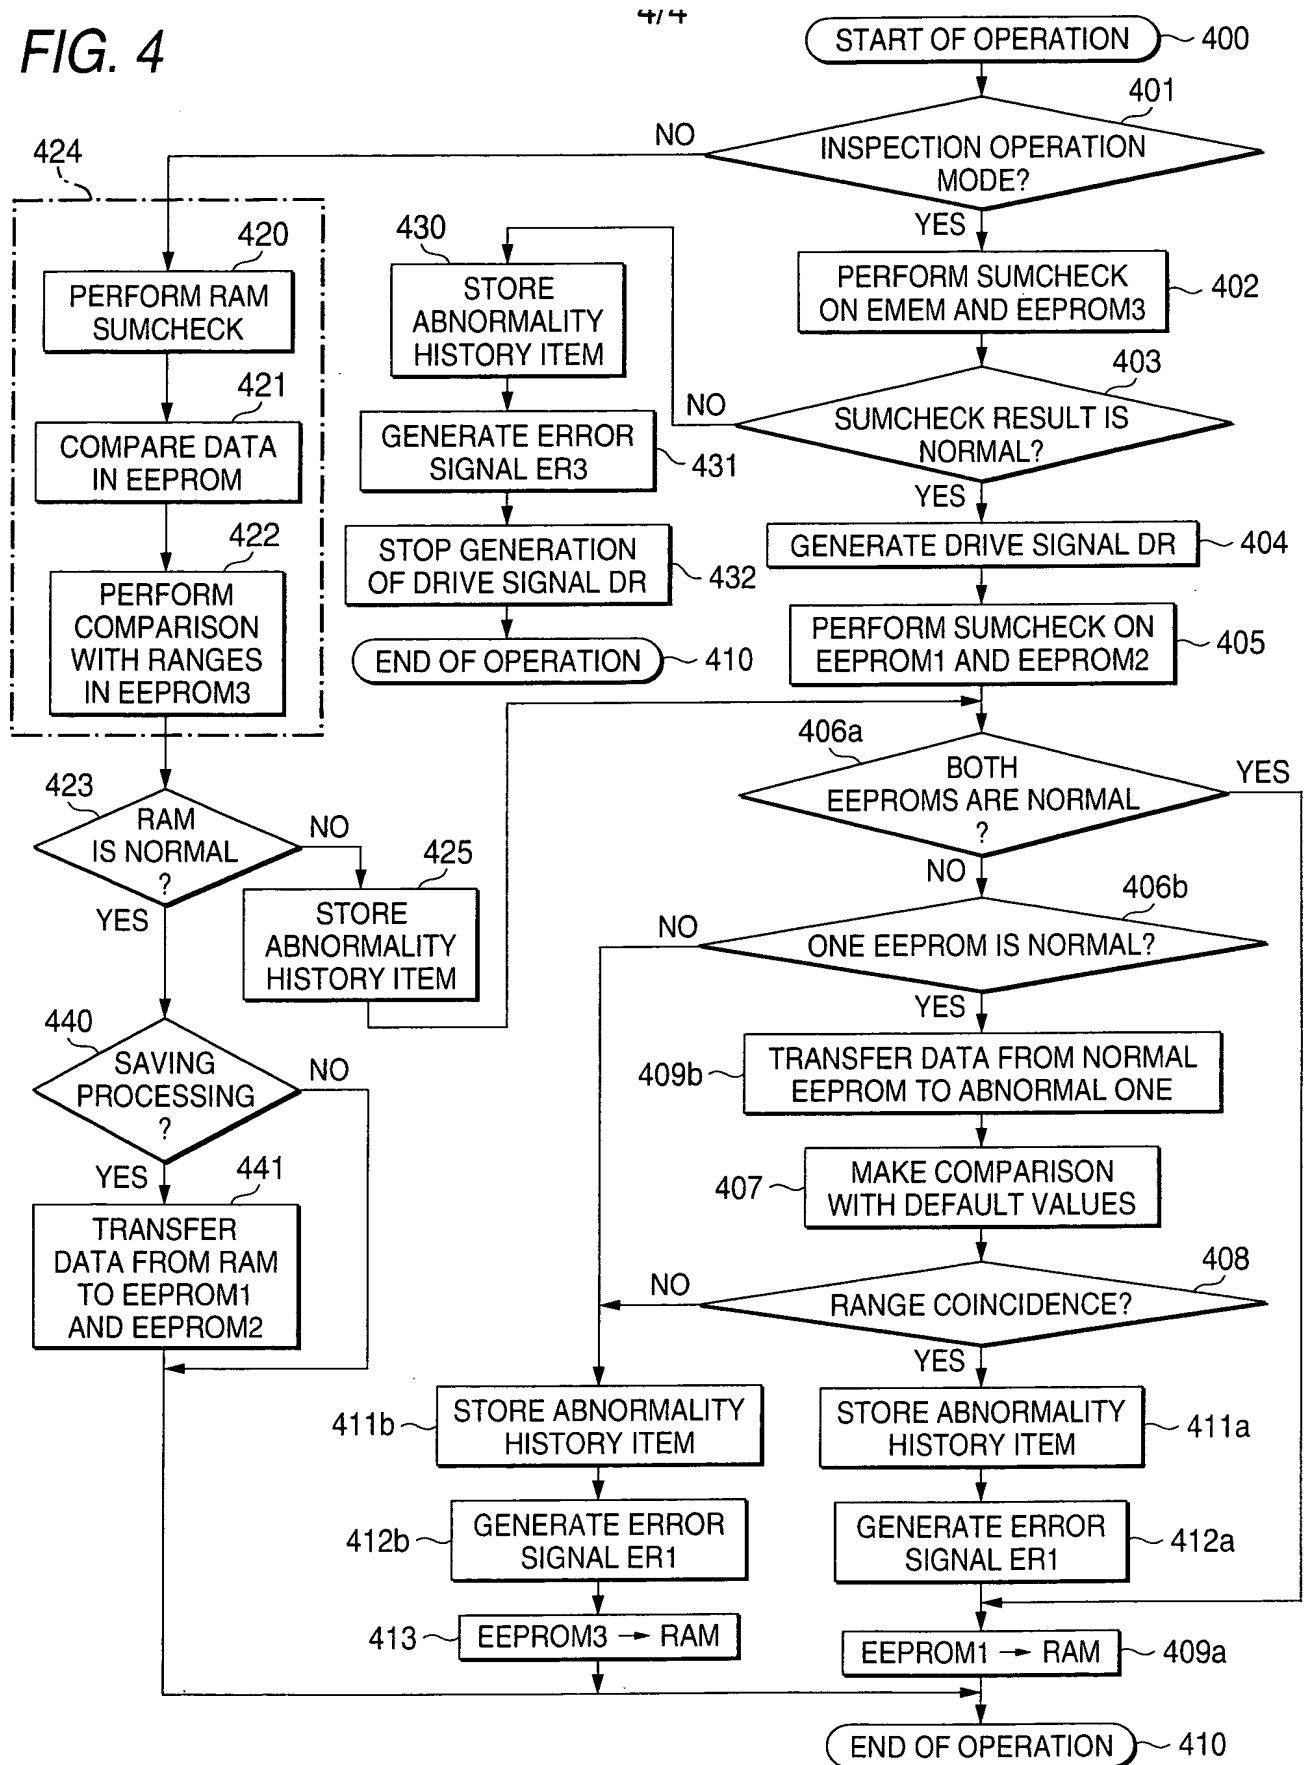 4/4
FIG. 4
START OF OPERATION
400
401
INSPECTION OPERATION
MODE?
NO
YES
424
420
PERFORM RAM
SUMCHECK
421
COMPARE DATA
IN EEPROM
422
PERFORM
COMPARISON
WITH RANGES
IN EEPROM3
430
STORE
ABNORMALITY
HISTORY ITEM
GENERATE ERROR
SIGNAL ER3
431
STOP GENERATION
OF DRIVE SIGNAL DR
432
END OF OPERATION
410
PERFORM SUMCHECK
ON EMEM AND EEPROM3
402
403
SUMCHECK RESULT IS
NORMAL?
NO
YES
GENERATE DRIVE SIGNAL DR
404
PERFORM SUMCHECK ON
EEPROM1 AND EEPROM2
405
406a
BOTH
EEPROMS ARE NORMAL
?
YES
NO
423
RAM
IS NORMAL
?
NO
YES
425
STORE
ABNORMALITY
HISTORY ITEM
406b
ONE EEPROM IS NORMAL?
NO
YES
440
SAVING
PROCESSING
?
NO
YES
409b
TRANSFER DATA FROM NORMAL
EEPROM TO ABNORMAL ONE
407
MAKE COMPARISON
WITH DEFAULT VALUES
441
TRANSFER
DATA FROM RAM
TO EEPROM1
AND EEPROM2
408
RANGE COINCIDENCE?
NO
YES
411b
STORE ABNORMALITY
HISTORY ITEM
STORE ABNORMALITY
HISTORY ITEM
411a
412b
GENERATE ERROR
SIGNAL ER1
GENERATE ERROR
SIGNAL ER1
412a
413
EEPROM3 → RAM
EEPROM1 → RAM
409a
END OF OPERATION
410